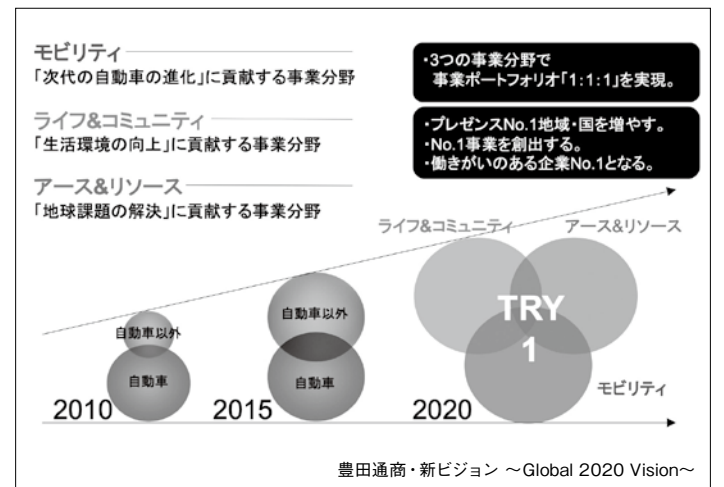 モビリティ
「次代の自動車の進化」に貢献する事業分野
ライフ&コミュニティ
「生活環境の向上」に貢献する事業分野
アース&リソース
「地球課題の解決」に貢献する事業分野
・3つの事業分野で
事業ポートフォリオ「1:1:1」を実現。
・プレゼンスNo.1地域・国を増やす。
・No.1事業を創出する。
・働きがいのある企業No.1となる。
ライフ&コミュニティ
アース&リソース
自動車以外
自動車
自動車以外
自動車
TRY
1
モビリティ
2010
2015
2020
豊田通商・新ビジョン ～Global 2020 Vision～